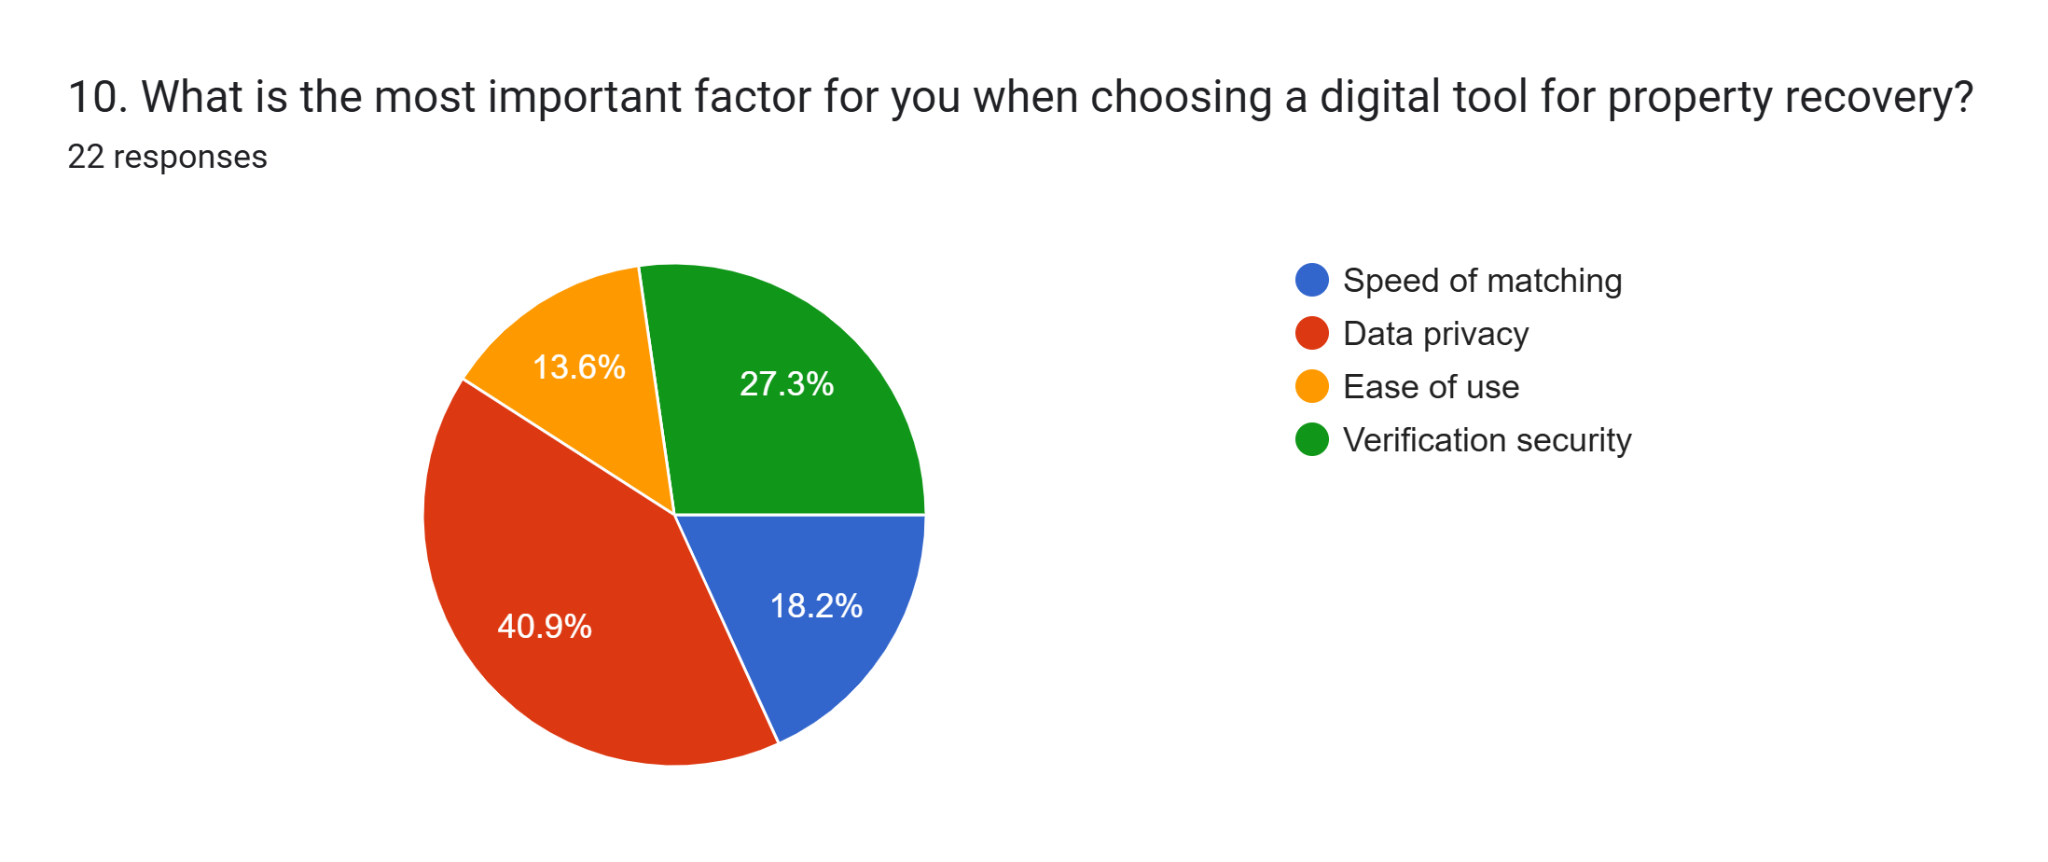 10. What is the most important factor for you when choosing a digital tool for property recovery?
22 responses
13.6%
27.3%
40.9%
18.2%
Speed of matching
Data privacy
Ease of use
Verification security